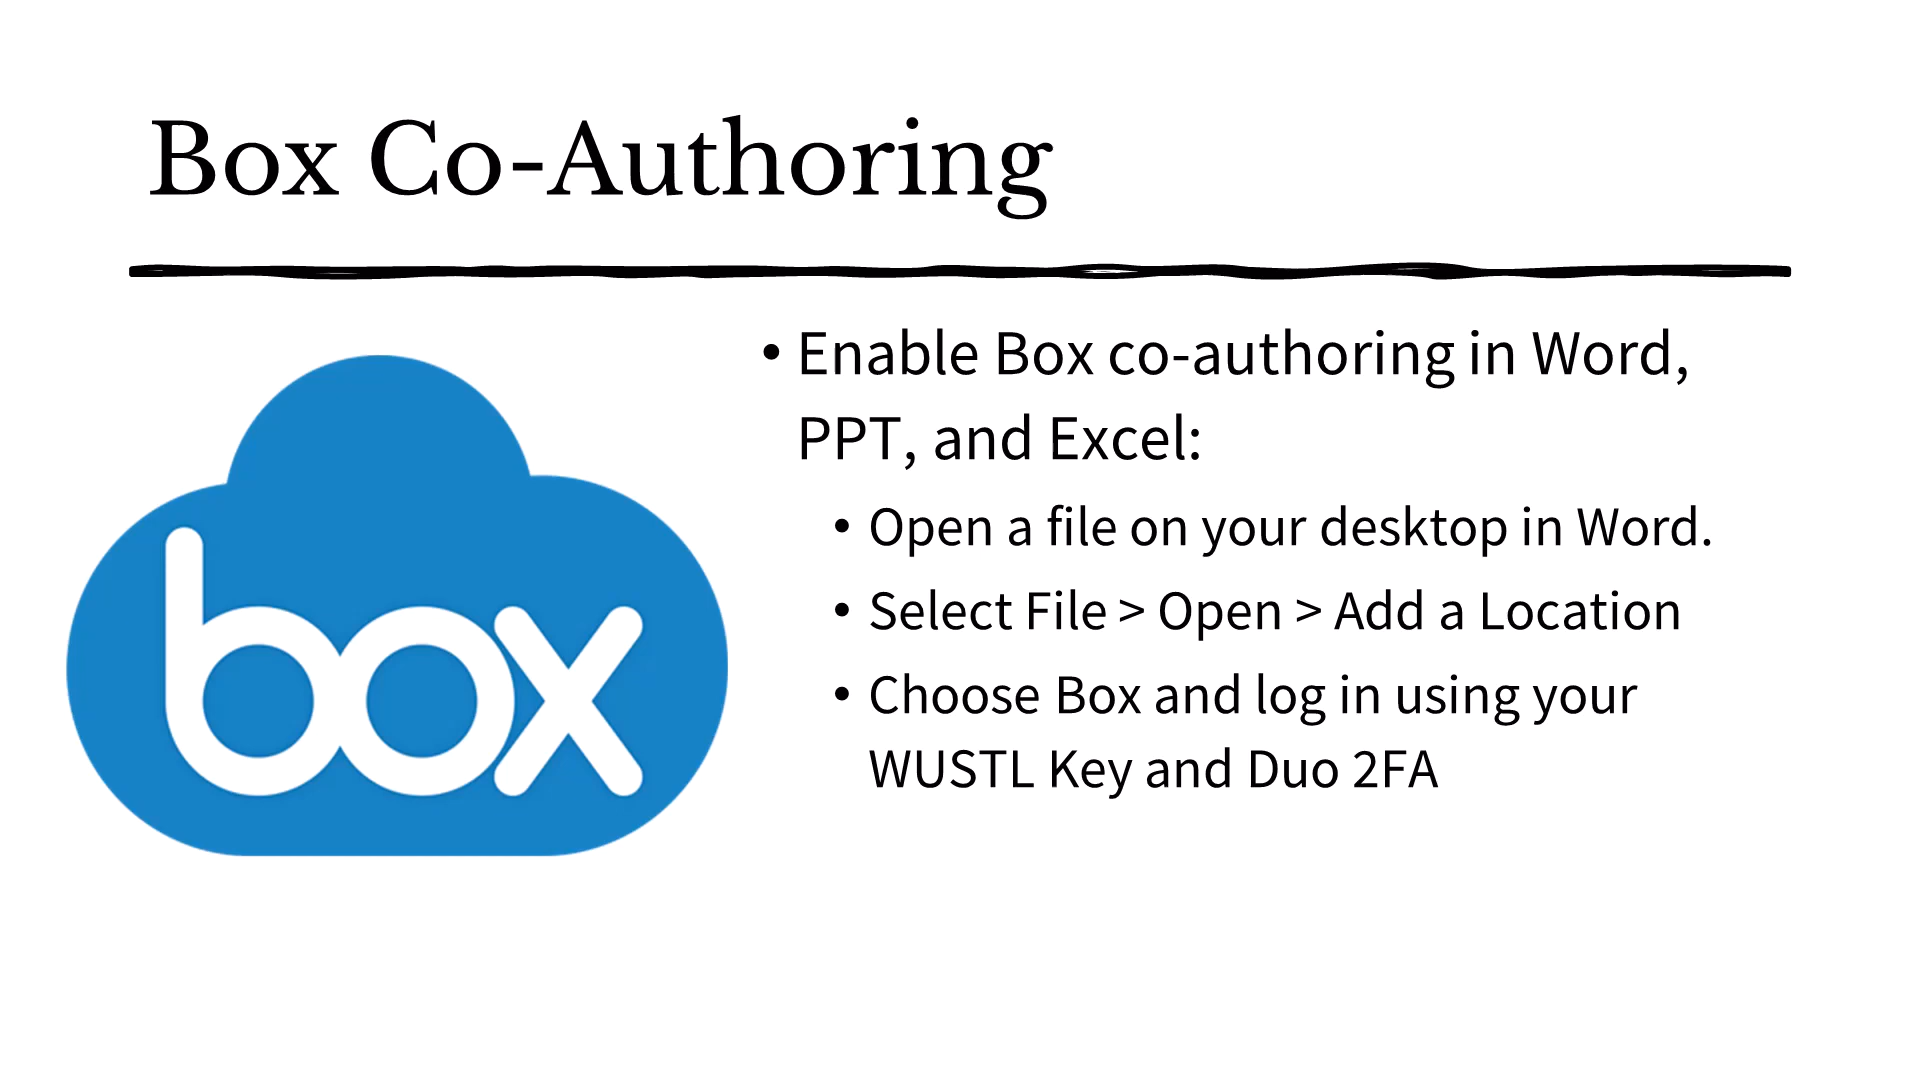 Box Co-Authoring
box
• Enable Box co-authoring in Word,
PPT, and Excel:
• Open a file on your desktop in Word.
• Select File > Open > Add a Location
• Choose Box and log in using your
WUSTL Key and Duo 2FA